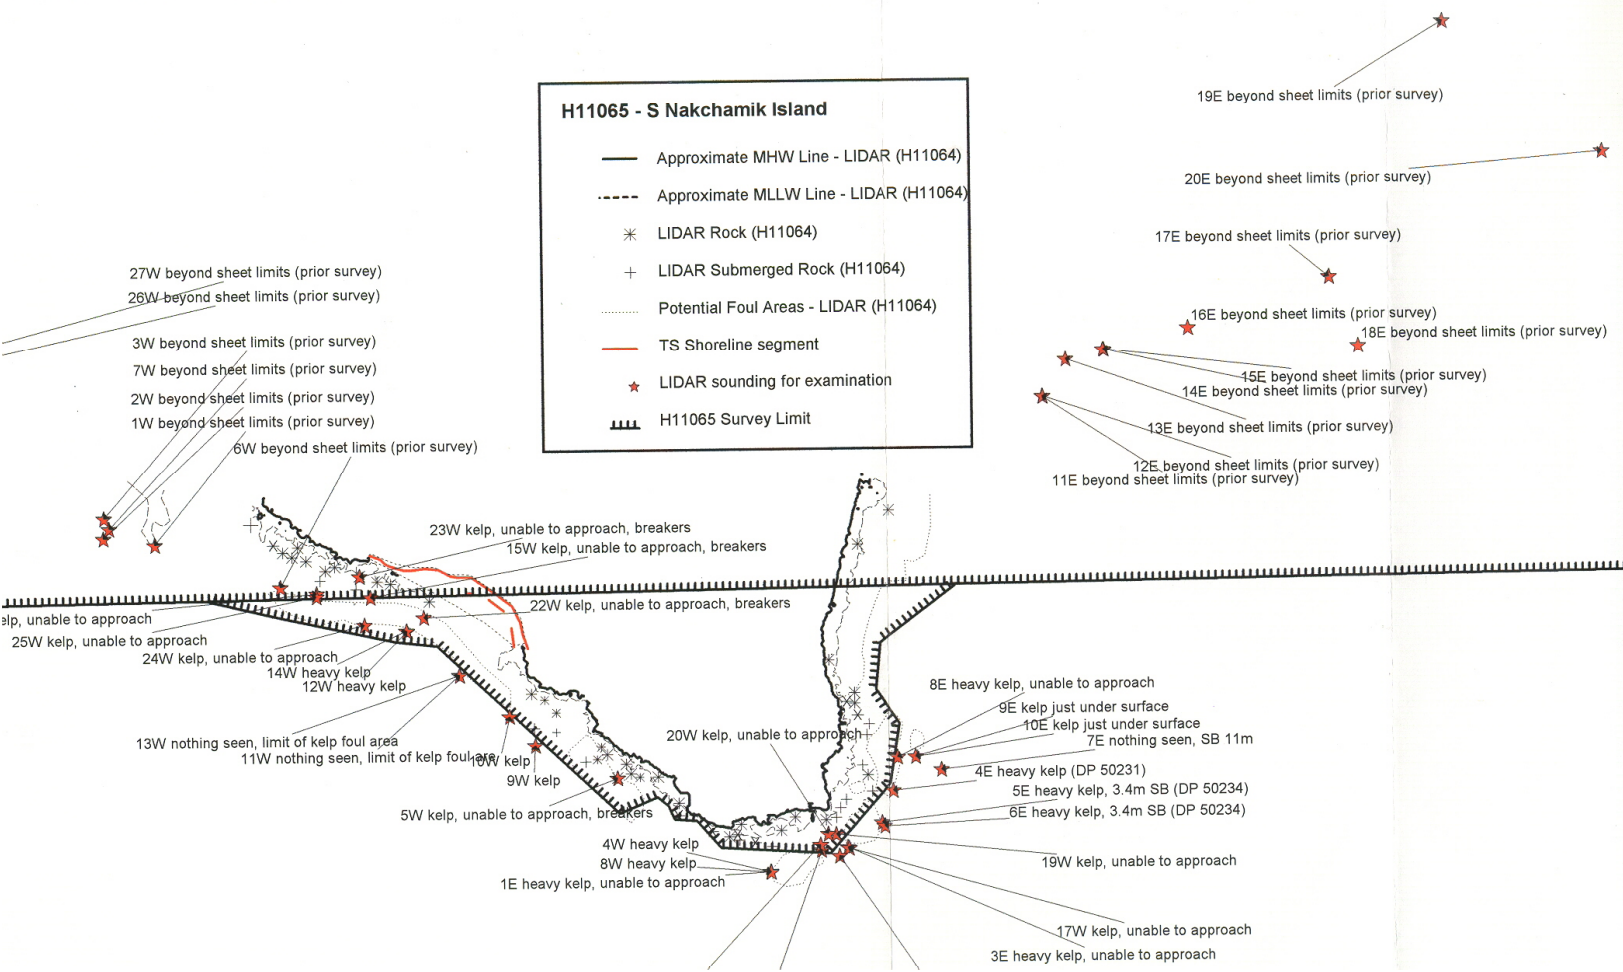 19E beyond sheet limits (prior survey)
20E beyond sheet limits (prior survey)
17E beyond sheet limits (prior survey)
16E beyond sheet limits (prior survey)
18E beyond sheet limits (prior survey)
15E beyond sheet limits (prior survey)
14E beyond sheet limits (prior survey)
13E beyond sheet limits (prior survey)
12E beyond sheet limits (prior survey)
11E beyond sheet limits (prior survey)
H11065 - S Nakchamik Island
Approximate MHW Line - LIDAR (H11064)
Approximate MLLW Line - LIDAR (H11064)
LIDAR Rock (H11064)
LIDAR Submerged Rock (H11064)
Potential Foul Areas - LIDAR (H11064)
TS Shoreline segment
LIDAR sounding for examination
H11065 Survey Limit
27W beyond sheet limits (prior survey)
26W beyond sheet limits (prior survey)
3W beyond sheet limits (prior survey)
7W beyond sheet limits (prior survey)
2W beyond sheet limits (prior survey)
1W beyond sheet limits (prior survey)
6W beyond sheet limits (prior survey)
23W kelp, unable to approach, breakers
15W kelp, unable to approach, breakers
22W kelp, unable to approach, breakers
elp, unable to approach
25W kelp, unable to approach
24W kelp, unable to approach
14W heavy kelp
12W heavy kelp
13W nothing seen, limit of kelp foul area
11W nothing seen, limit of kelp foul are
10W kelp
9W kelp
5W kelp, unable to approach, breakers
4W heavy kelp
8W heavy kelp
1E heavy kelp, unable to approach
20W kelp, unable to approach
8E heavy kelp, unable to approach
9E kelp just under surface
10E kelp just under surface
7E nothing seen, SB 11m
4E heavy kelp (DP 50231)
5E heavy kelp, 3.4m SB (DP 50234)
6E heavy kelp, 3.4m SB (DP 50234)
19W kelp, unable to approach
17W kelp, unable to approach
3E heavy kelp, unable to approach